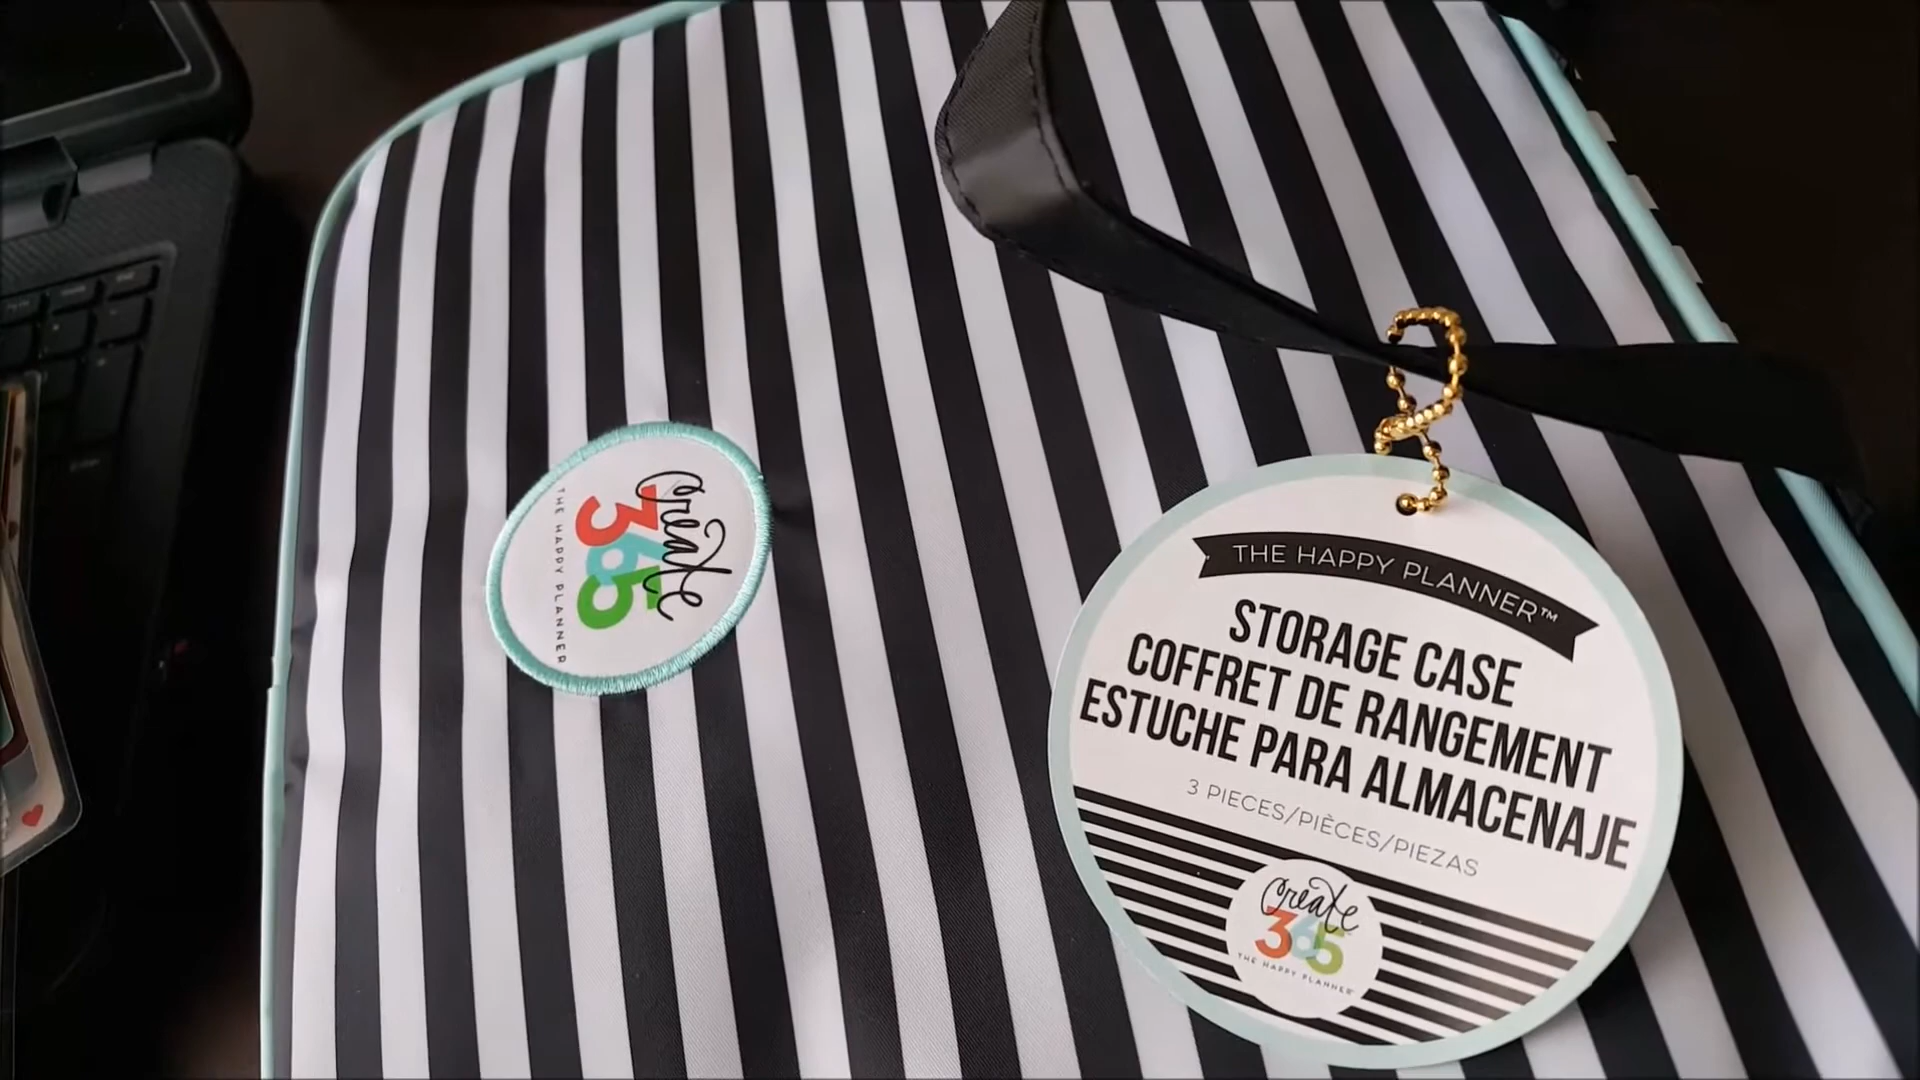 create
365
THE HAPPY PLANNER
THE HAPPY PLANNER™
STORAGE CASE
COFFRET DE RANGEMENT
ESTUCHE PARA ALMACENAJE
3 PIECES/PIÈCES/PIEZAS
create
365
THE HAPPY PLANNER